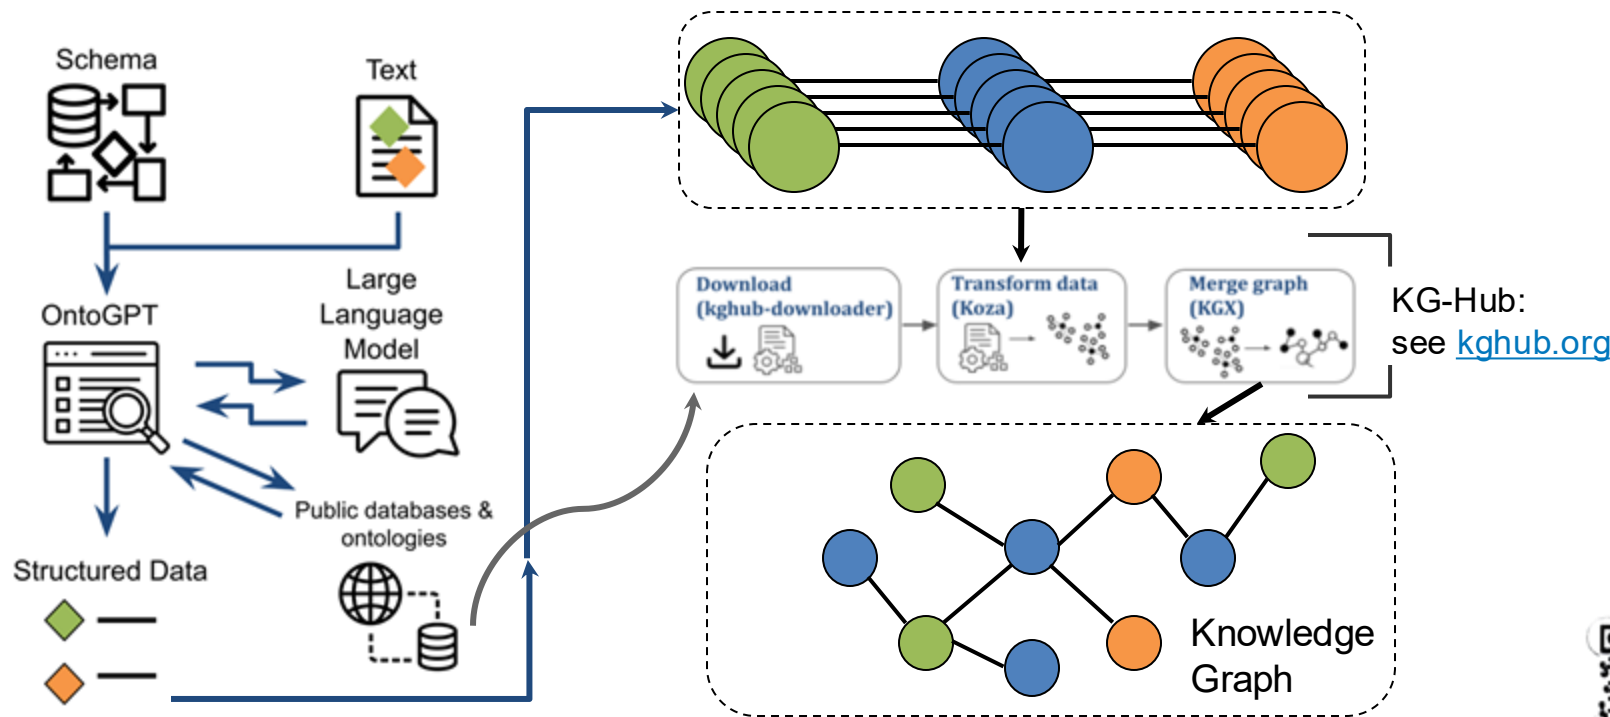 Schema
Text
OntoGPT
Large
Language
Model
Public databases &
ontologies
Structured Data
Download
(kghub-downloader)
Transform data
(Koza)
Merge graph
(KGX)
KG-Hub:
see kghub.org
Knowledge
Graph